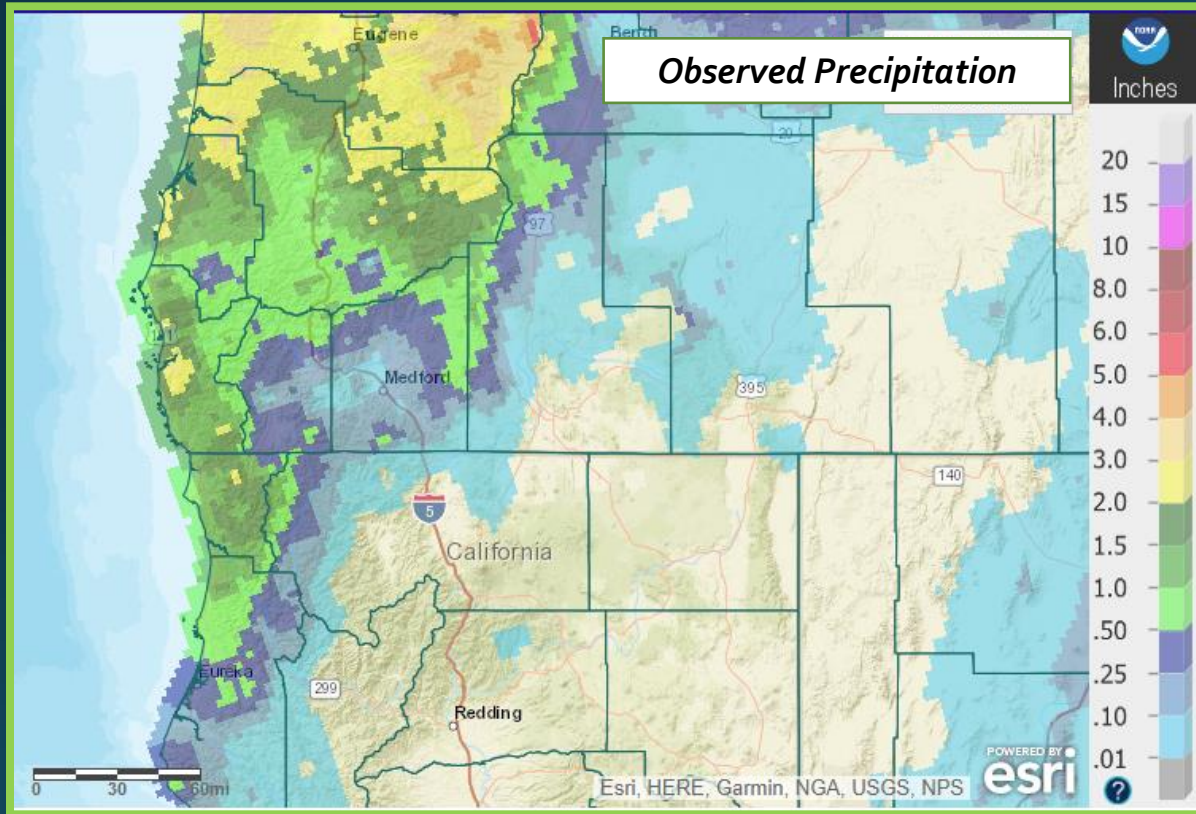 Eugene
Observed Precipitation
NOAA
Inches
20
97
Medford
395
140
5
California
Eureka
299
Redding
0 30 60mi
Esri, HERE, Garmin, NGA, USGS, NPS
POWERED BY
esri
20
15
10
8.0
6.0
5.0
4.0
3.0
2.0
1.5
1.0
.50
.25
.10
.01
?